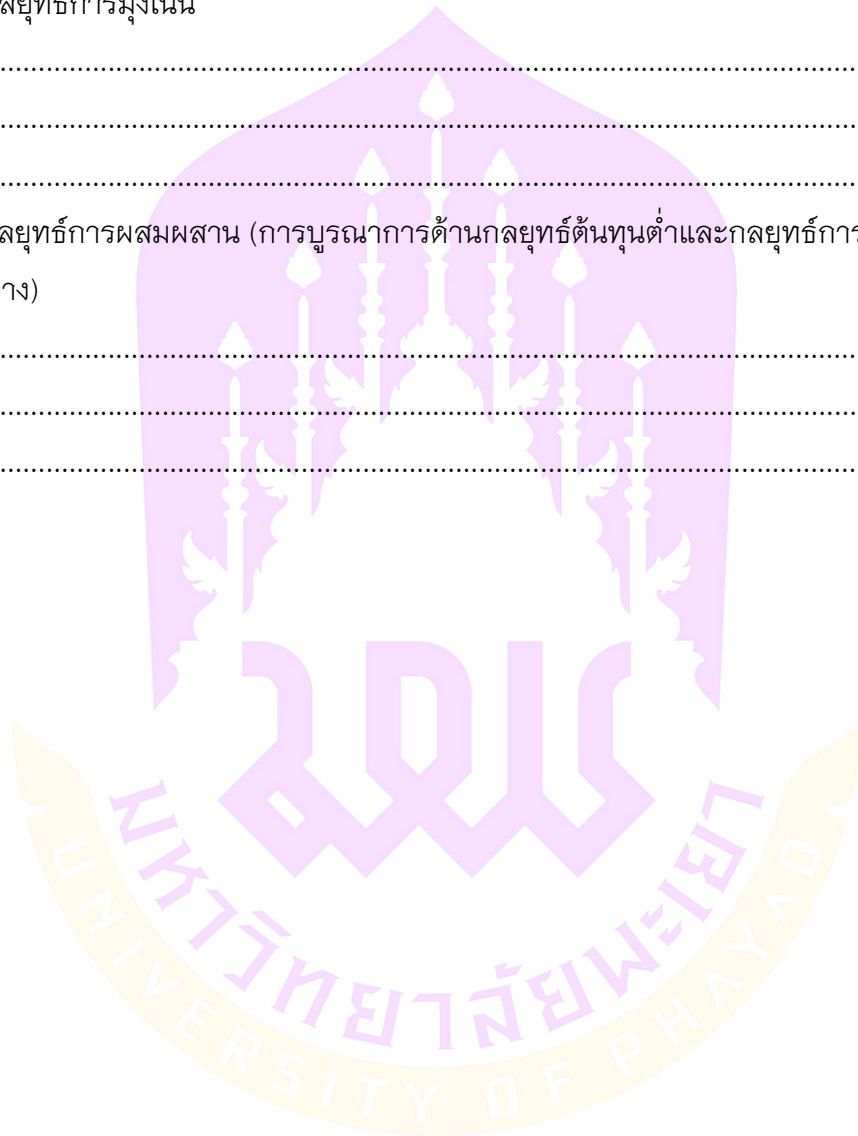 ลยุทธ์การมุ่งเน้น
................................................................................
................................................................................
................................................................................
ลยุทธ์การผสมผสาน (การบูรณาการด้านกลยุทธ์ต้นทุนต่ำและกลยุทธ์การ
าง)
................................................................................
................................................................................
................................................................................
มหาวิทยาลัยพะเยา
UNIVERSITY OF PHAYAO